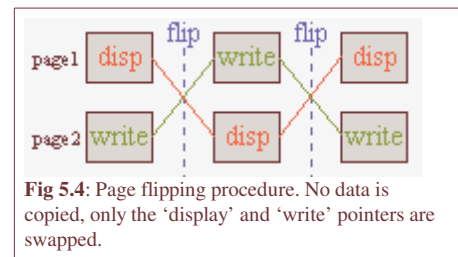 flip flip
page1 disp write disp
page2 write disp write
Fig 5.4: Page flipping procedure. No data is
copied, only the ‘display’ and ‘write’ pointers are
swapped.